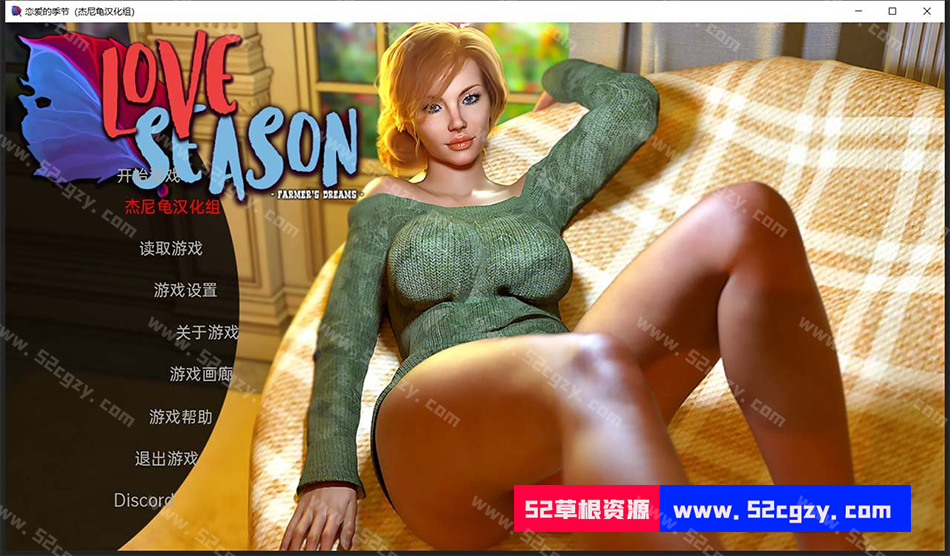 恋爱的季节 (杰尼龟汉化组)
LOVE
SEASON
- FARMER'S DREAMS -
开始游戏
杰尼龟汉化组
读取游戏
游戏设置
关于游戏
游戏画廊
游戏帮助
退出游戏
Discord
52草根资源 www.52cgzy.com